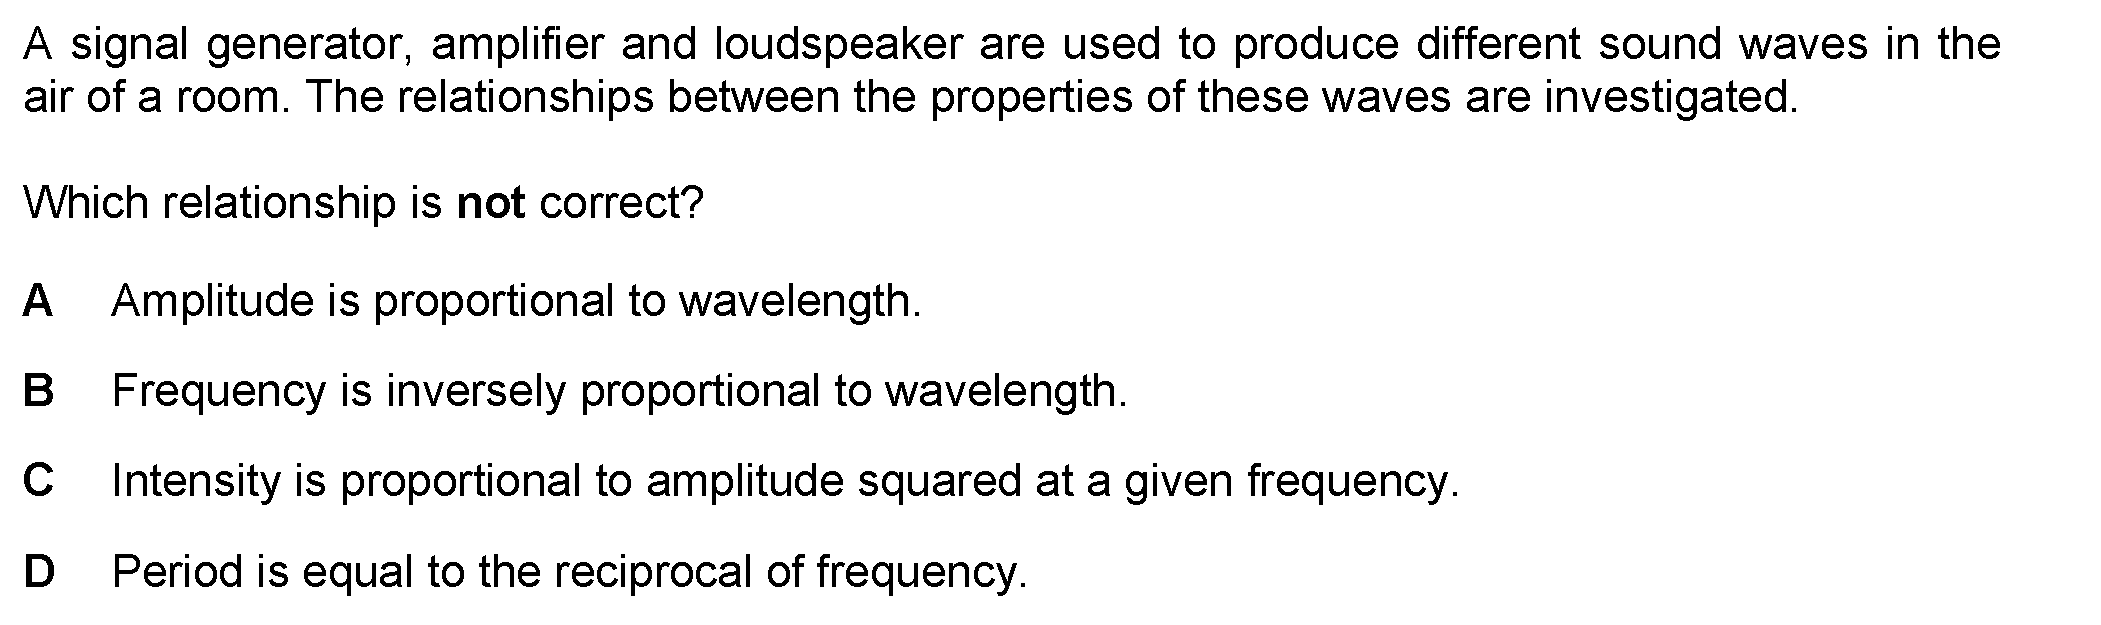 A signal generator, amplifier and loudspeaker are used to produce different sound waves in the
air of a room. The relationships between the properties of these waves are investigated.
Which relationship is not correct?
A Amplitude is proportional to wavelength.
B Frequency is inversely proportional to wavelength.
C Intensity is proportional to amplitude squared at a given frequency.
D Period is equal to the reciprocal of frequency.